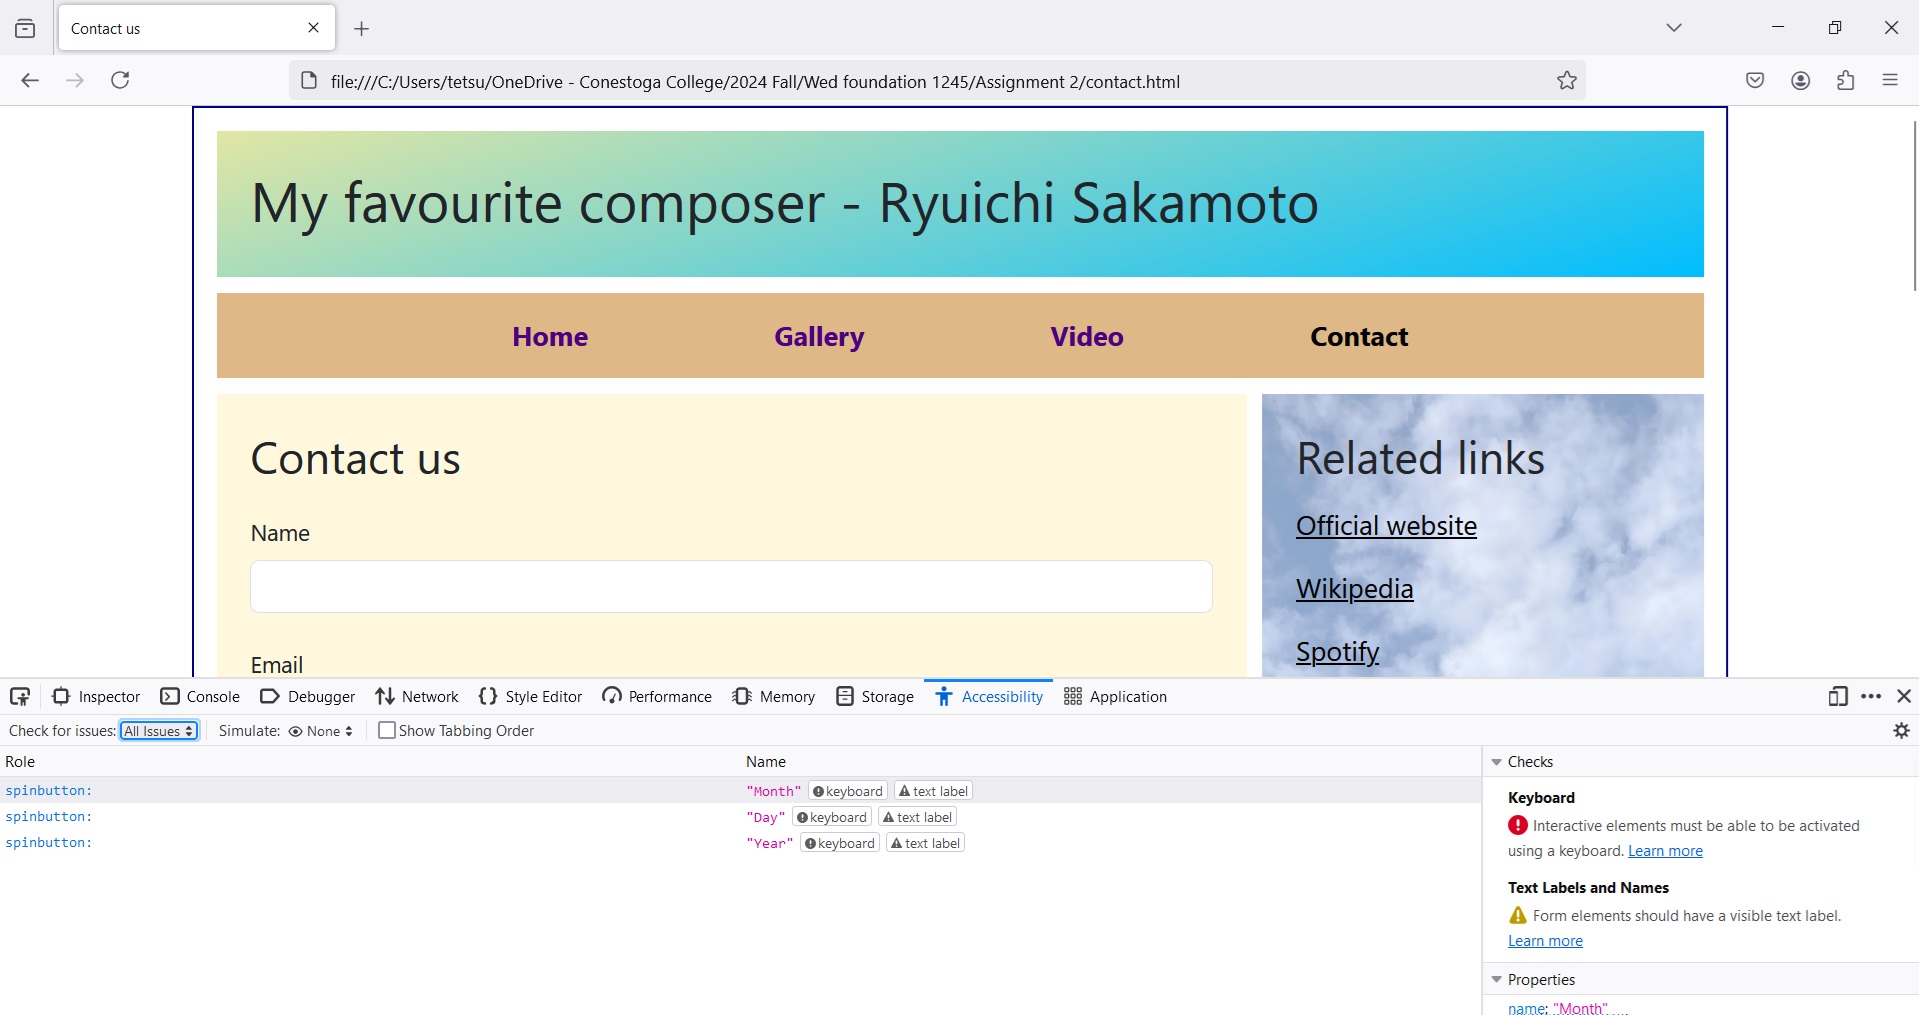 Contact us
file:///C:/Users/tetsu/OneDrive - Conestoga College/2024 Fall/Wed foundation 1245/Assignment 2/contact.html
My favourite composer - Ryuichi Sakamoto
Home Gallery Video Contact
Contact us
Name
Email
Related links
Official website
Wikipedia
Spotify
Inspector Console Debugger Network Style Editor Performance Memory Storage Accessibility Application
Check for issues: All Issues Simulate: None Show Tabbing Order
Role Name
spinbutton: "Month" keyboard text label
spinbutton: "Day" keyboard text label
spinbutton: "Year" keyboard text label
Checks
Keyboard
Interactive elements must be able to be activated
using a keyboard. Learn more
Text Labels and Names
Form elements should have a visible text label.
Learn more
Properties
name: "Month"